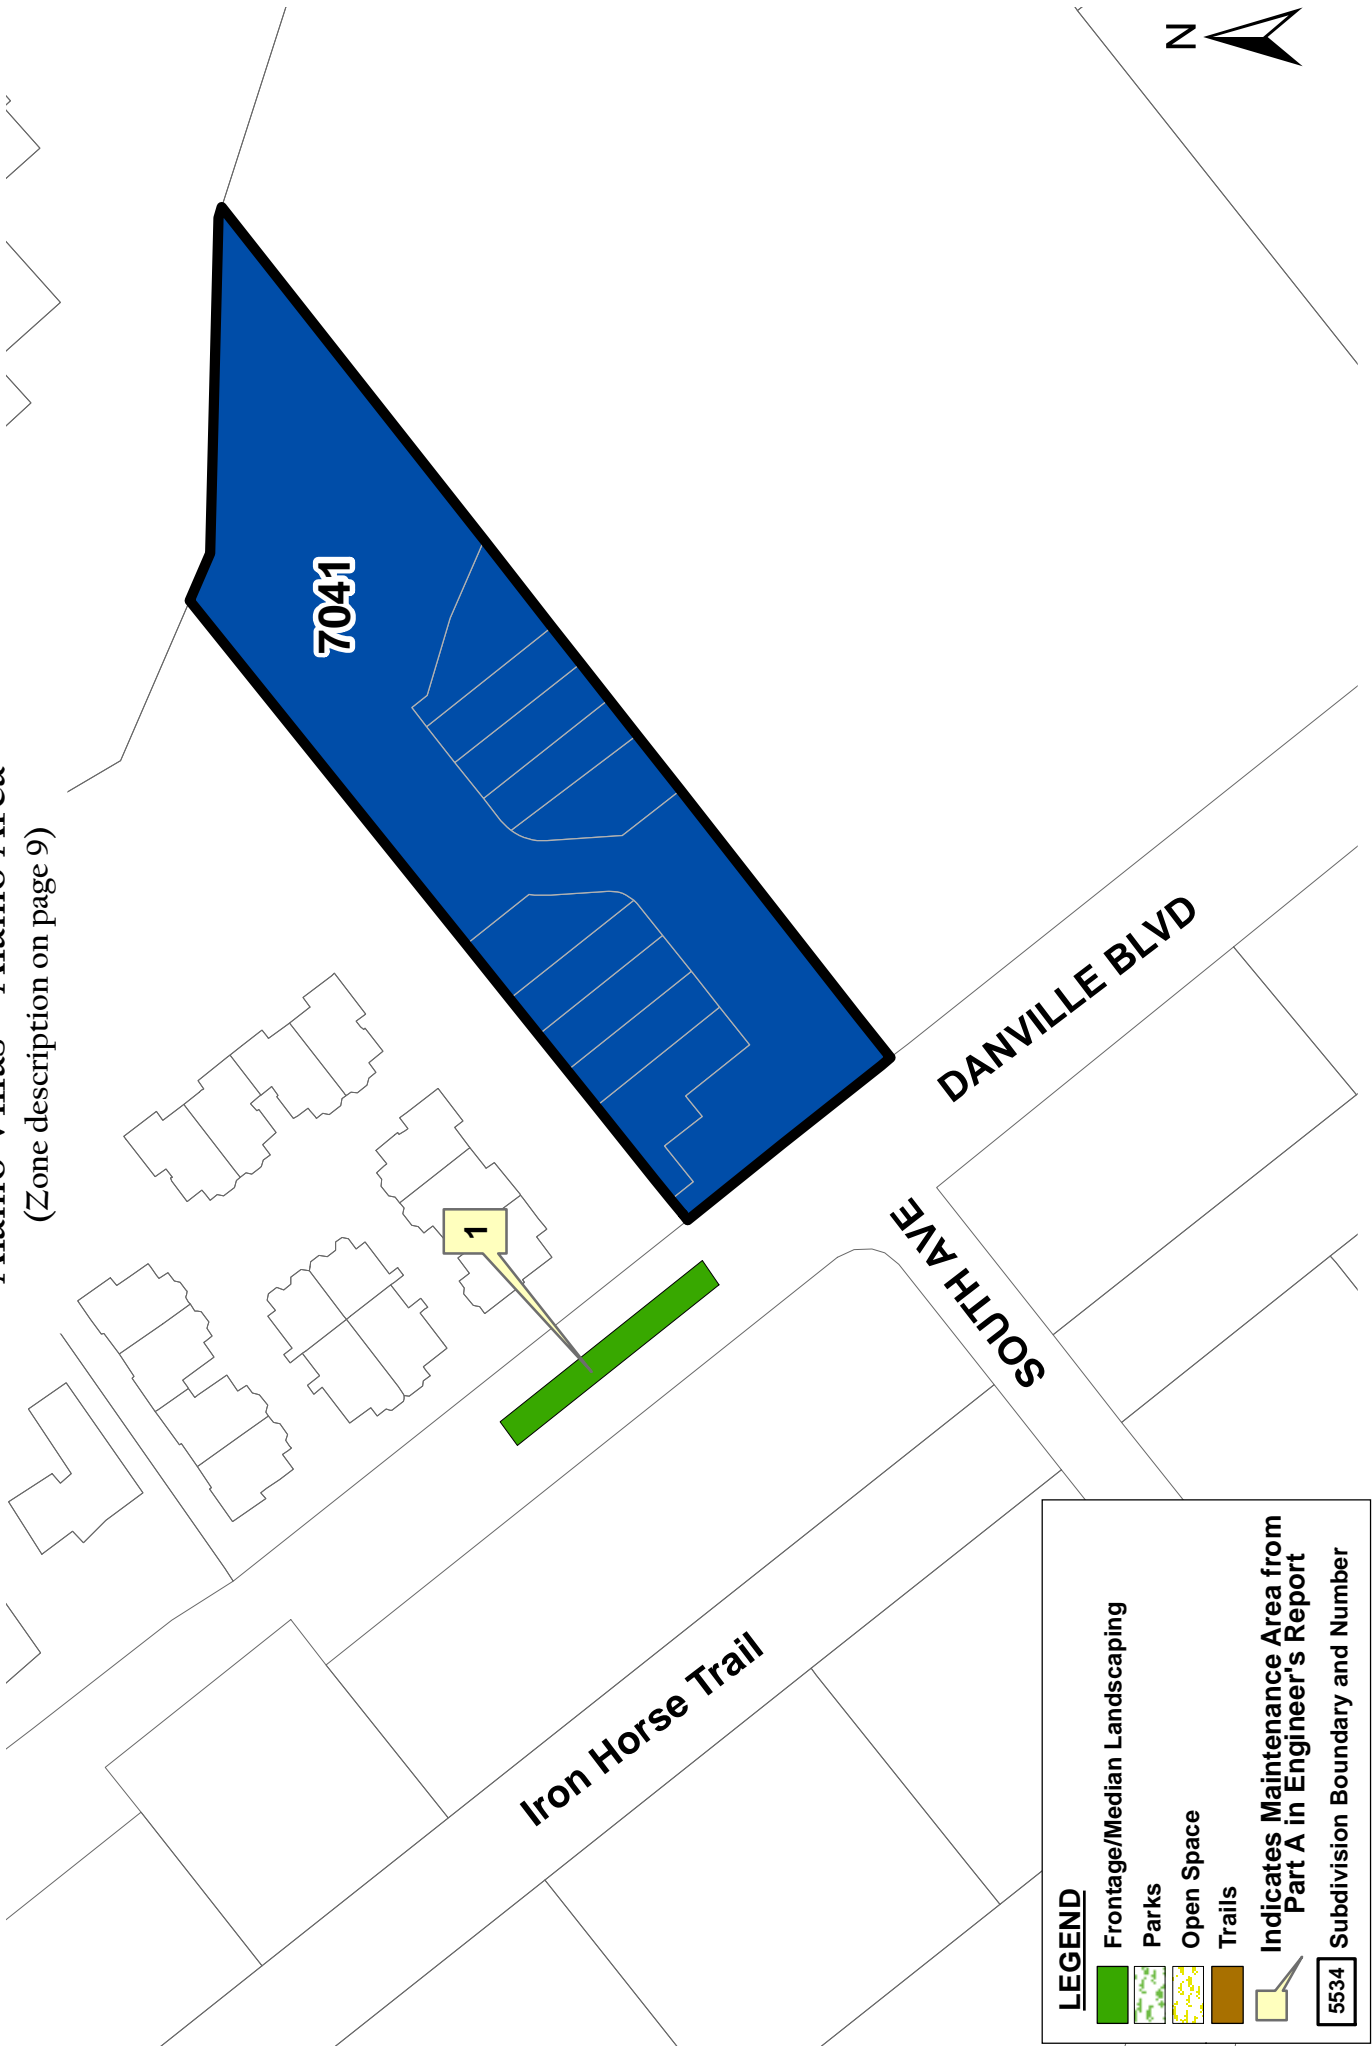 (Zone description on page 9)
N
7041
1
DANVILLE BLVD
SOUTH AVE
Iron Horse Trail
LEGEND
Frontage/Median Landscaping
Parks
Open Space
Trails
Indicates Maintenance Area from
Part A in Engineer's Report
5534 Subdivision Boundary and Number